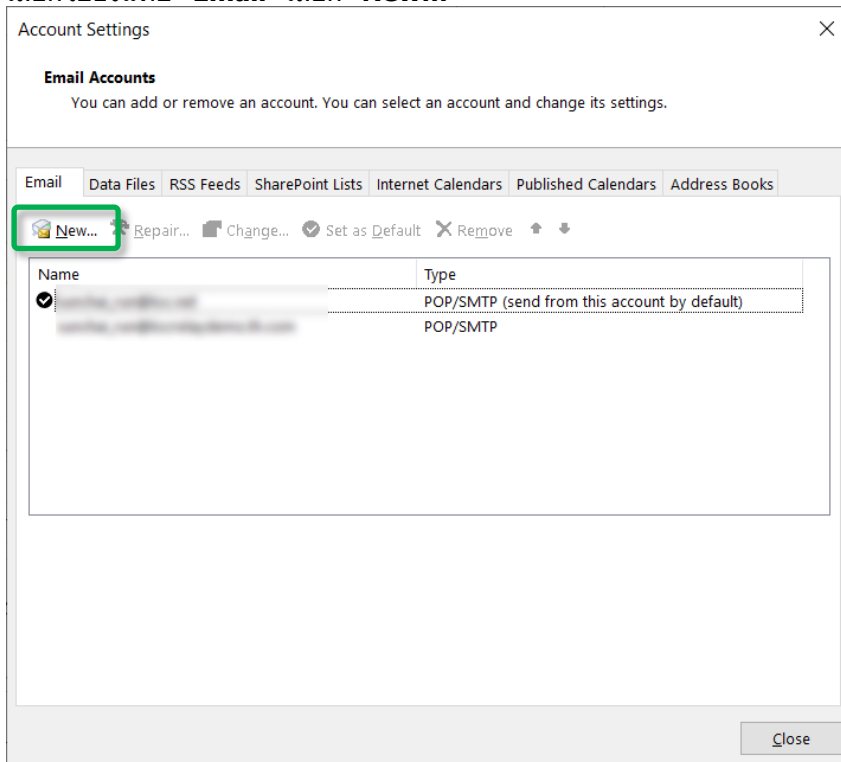 Account Settings
Email Accounts
You can add or remove an account. You can select an account and change its settings.
Email Data Files RSS Feeds SharePoint Lists Internet Calendars Published Calendars Address Books
New... Repair... Change... Set as Default Remove
Name Type
POP/SMTP (send from this account by default)
POP/SMTP
Close